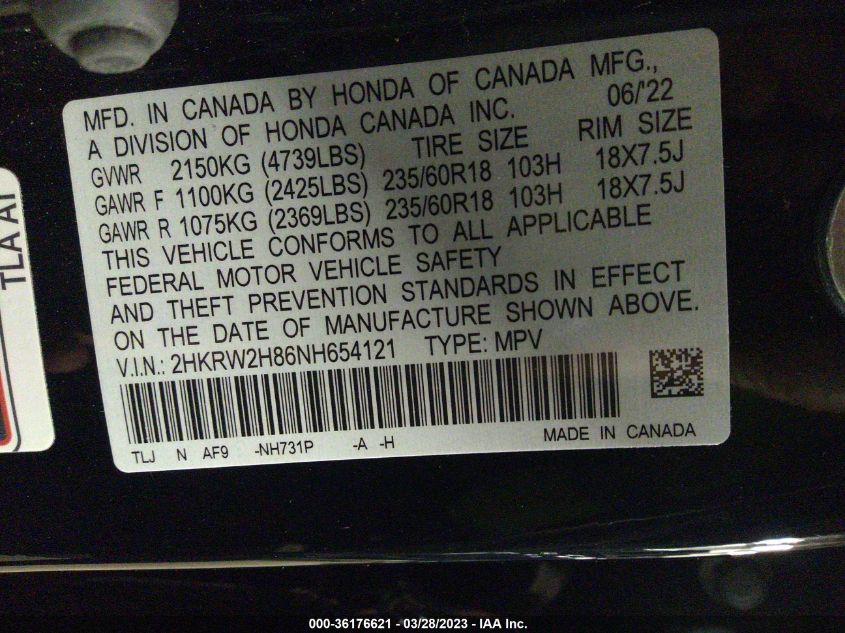 MFD. IN CANADA BY HONDA OF CANADA MFG.,
A DIVISION OF HONDA CANADA INC. 06/'22
GVWR 2150KG (4739LBS) TIRE SIZE RIM SIZE
GAWR F 1100KG (2425LBS) 235/60R18 103H 18X7.5J
GAWR R 1075KG (2369LBS) 235/60R18 103H 18X7.5J
THIS VEHICLE CONFORMS TO ALL APPLICABLE
FEDERAL MOTOR VEHICLE SAFETY
AND THEFT PREVENTION STANDARDS IN EFFECT
ON THE DATE OF MANUFACTURE SHOWN ABOVE.
V.I.N.: 2HKRW2H86NH654121 TYPE: MPV
TLJ N AF9 -NH731P -A -H MADE IN CANADA
TLA A1
000-36176621 - 03/28/2023 - IAA Inc.